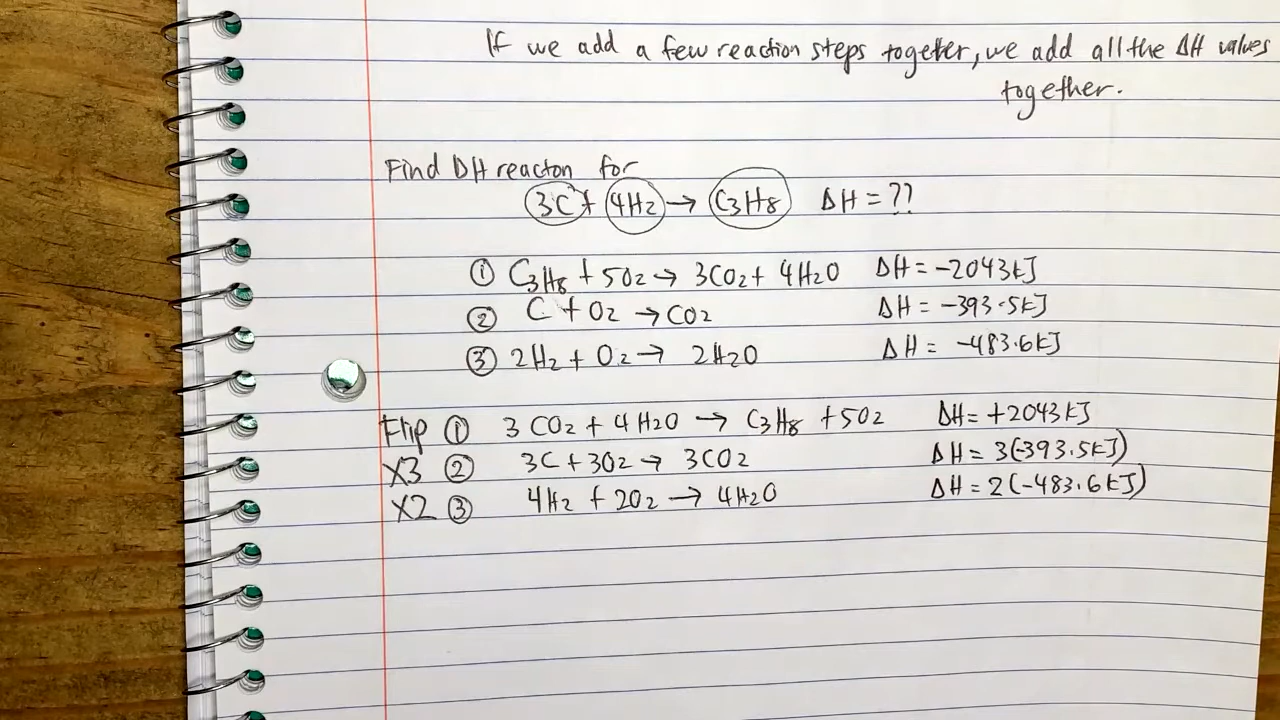 If we add a few reaction steps together, we add all the ΔH values
together.
Find ΔH reacton for
3C + 4H2 → C3H8 ΔH = ??
① C3H8 + 5O2 → 3CO2 + 4H2O ΔH = -2043kJ
② C + O2 → CO2 ΔH = -393.5kJ
③ 2H2 + O2 → 2H2O ΔH = -483.6kJ
Flip ① 3CO2 + 4H2O → C3H8 + 5O2 ΔH = +2043kJ
X3 ② 3C + 3O2 → 3CO2 ΔH = 3(-393.5kJ)
X2 ③ 4H2 + 2O2 → 4H2O ΔH = 2(-483.6kJ)